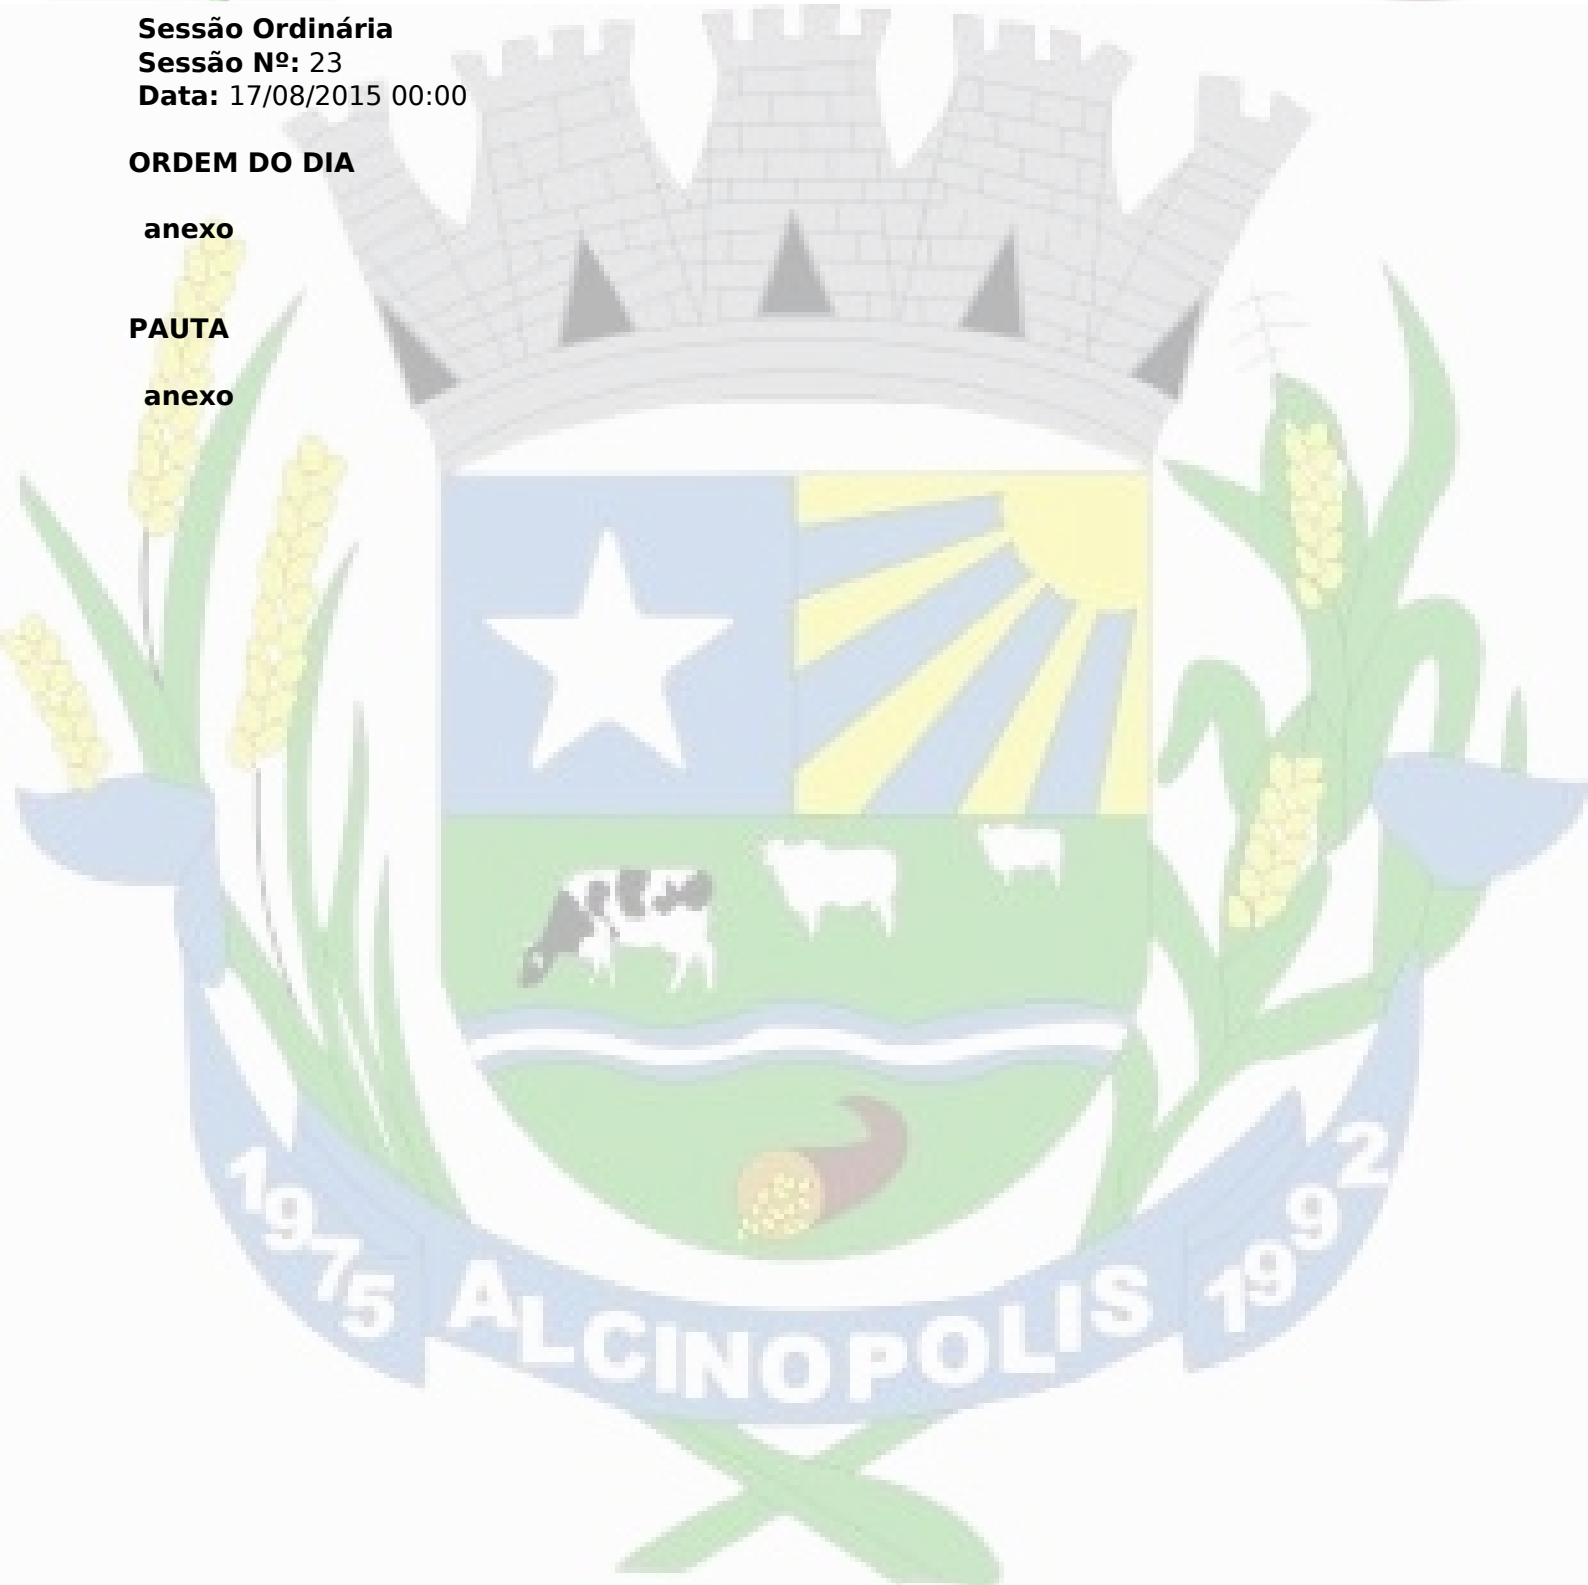 Sessão Ordinária
Sessão Nº: 23
Data: 17/08/2015 00:00
ORDEM DO DIA
anexo
PAUTA
anexo
1975 ALCINOPOLIS 1992